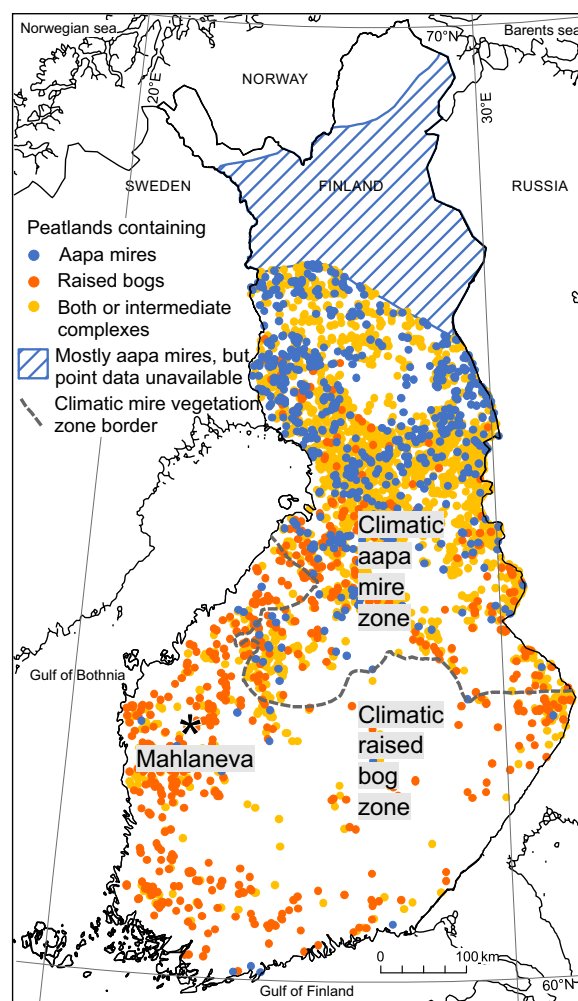 Norwegian sea
Barents sea
70°N
20°E
NORWAY
30°E
SWEDEN
FINLAND
RUSSIA
Peatlands containing
Aapa mires
Raised bogs
Both or intermediate
complexes
Mostly aapa mires, but
point data unavailable
Climatic mire vegetation
zone border
Climatic
aapa
mire
zone
Gulf of Bothnia
*
Mahlaneva
Climatic
raised
bog
zone
0
100 km
60°N
Gulf of Finland